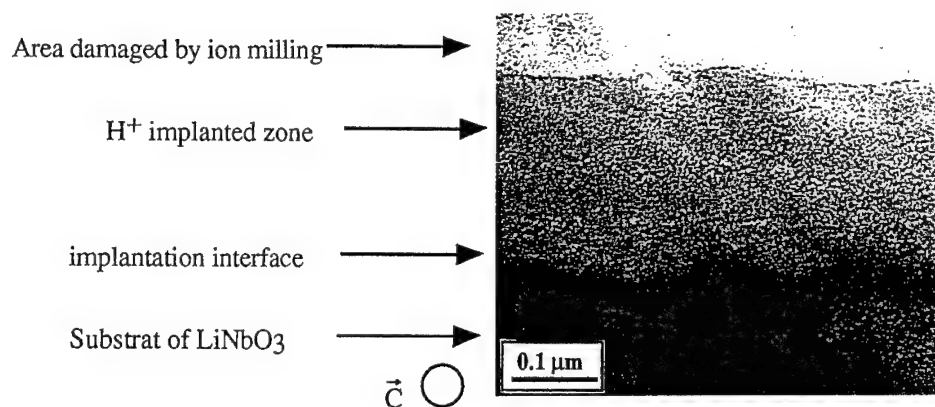 Area damaged by ion milling
H+ implanted zone
implantation interface
Substrat of LiNbO3
0.1 µm
C